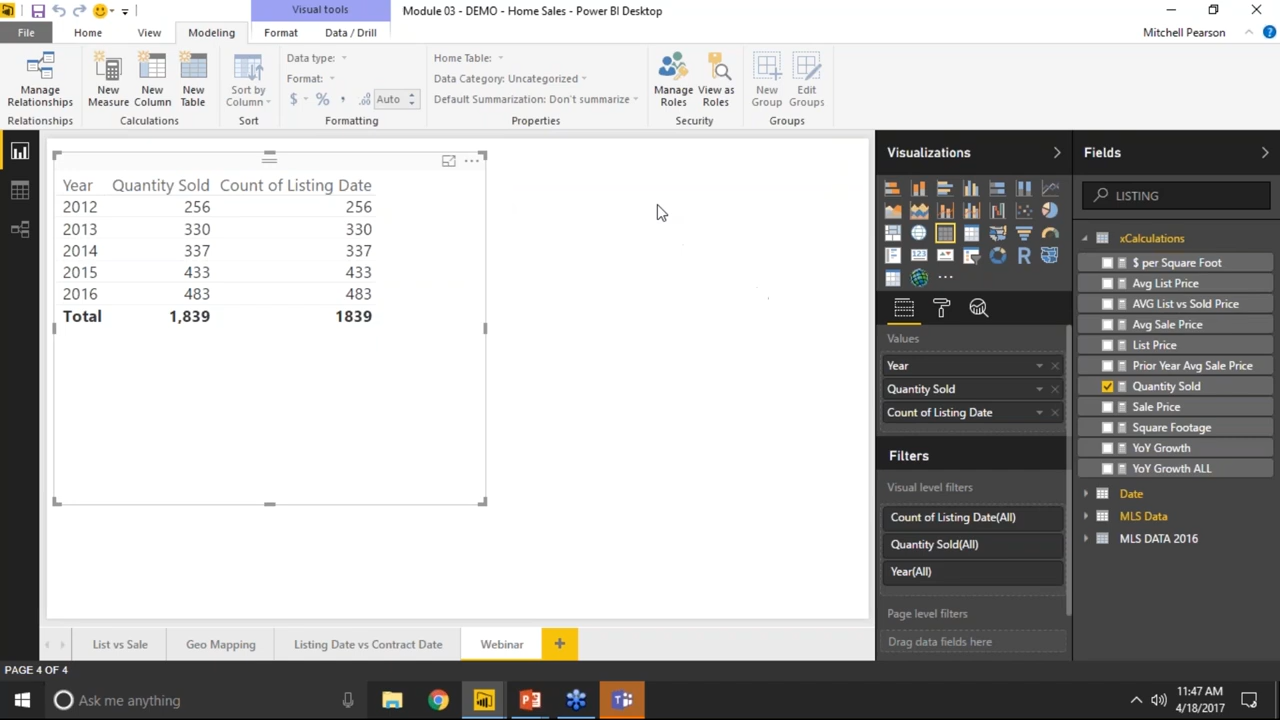 Visual tools
Module 03 - DEMO - Home Sales - Power BI Desktop
File Home View Modeling Format Data / Drill
Mitchell Pearson
Manage Relationships
New Measure
New Column
New Table
Sort by Column
Data type:
Format:
$ % , Auto
Home Table:
Data Category: Uncategorized
Default Summarization: Don't summarize
Manage Roles
View as Roles
New Group
Edit Groups
Relationships Calculations Sort Formatting Properties Security Groups
Year Quantity Sold Count of Listing Date
2012 256 256
2013 330 330
2014 337 337
2015 433 433
2016 483 483
Total 1,839 1839
Visualizations
R
Values
Year
Quantity Sold
Count of Listing Date
Filters
Visual level filters
Count of Listing Date(All)
Quantity Sold(All)
Year(All)
Page level filters
Drag data fields here
Fields
LISTING
xCalculations
$ per Square Foot
Avg List Price
AVG List vs Sold Price
Avg Sale Price
List Price
Prior Year Avg Sale Price
Quantity Sold
Sale Price
Square Footage
YoY Growth
YoY Growth ALL
Date
MLS Data
MLS DATA 2016
List vs Sale Geo Mapping Listing Date vs Contract Date Webinar
PAGE 4 OF 4
Ask me anything
11:47 AM
4/18/2017